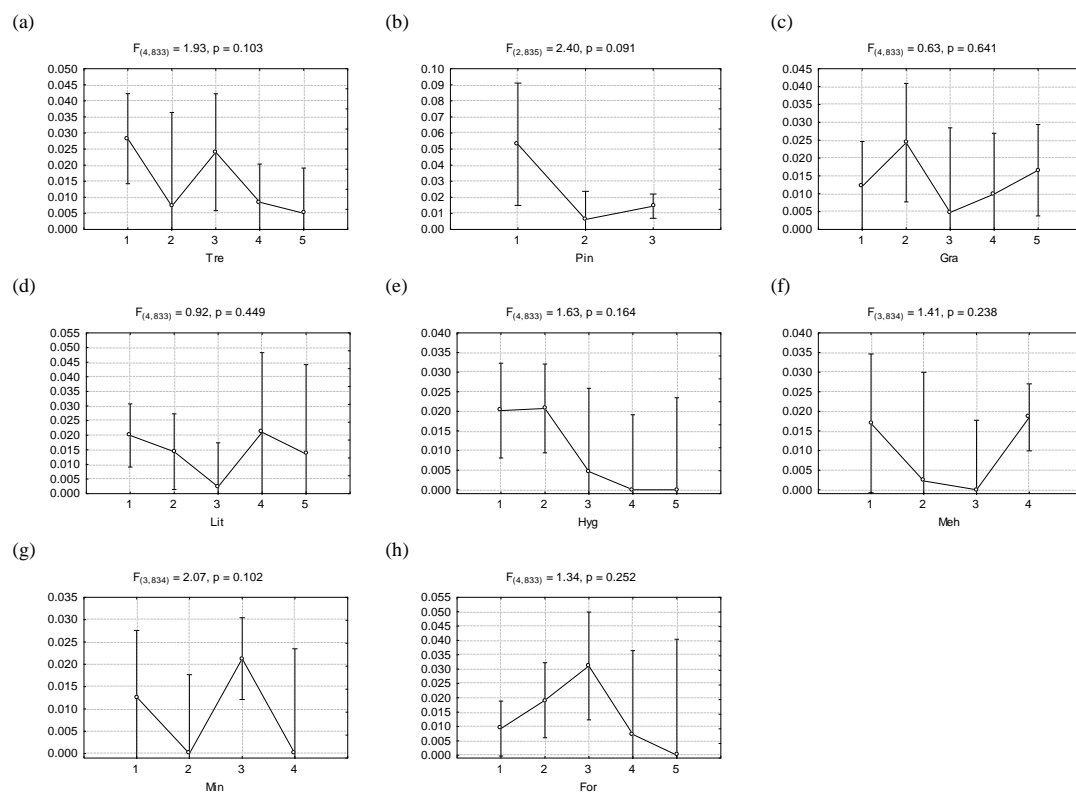 (a)
F(4,833) = 1.93, p = 0.103
0.050
0.045
0.040
0.035
0.030
0.025
0.020
0.015
0.010
0.005
0.000
1 2 3 4 5
Tre
(b)
F(2,835) = 2.40, p = 0.091
0.10
0.09
0.08
0.07
0.06
0.05
0.04
0.03
0.02
0.01
0.00
1 2 3
Pin
(c)
F(4,833) = 0.63, p = 0.641
0.045
0.040
0.035
0.030
0.025
0.020
0.015
0.010
0.005
0.000
1 2 3 4 5
Gra
(d)
F(4,833) = 0.92, p = 0.449
0.055
0.050
0.045
0.040
0.035
0.030
0.025
0.020
0.015
0.010
0.005
0.000
1 2 3 4 5
Lit
(e)
F(4,833) = 1.63, p = 0.164
0.040
0.035
0.030
0.025
0.020
0.015
0.010
0.005
0.000
1 2 3 4 5
Hyg
(f)
F(3,834) = 1.41, p = 0.238
0.040
0.035
0.030
0.025
0.020
0.015
0.010
0.005
0.000
1 2 3 4
Meh
(g)
F(3,834) = 2.07, p = 0.102
0.035
0.030
0.025
0.020
0.015
0.010
0.005
0.000
1 2 3 4
Min
(h)
F(4,833) = 1.34, p = 0.252
0.055
0.050
0.045
0.040
0.035
0.030
0.025
0.020
0.015
0.010
0.005
0.000
1 2 3 4 5
For